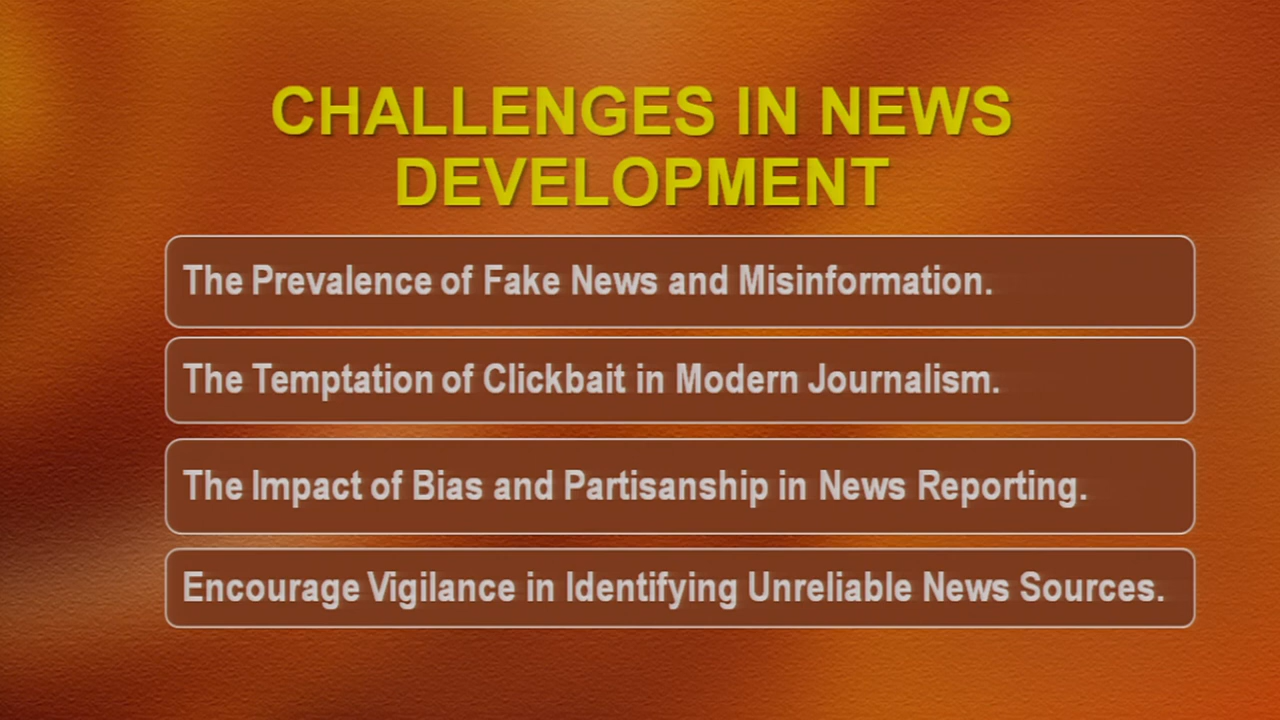 CHALLENGES IN NEWS
DEVELOPMENT
The Prevalence of Fake News and Misinformation.
The Temptation of Clickbait in Modern Journalism.
The Impact of Bias and Partisanship in News Reporting.
Encourage Vigilance in Identifying Unreliable News Sources.